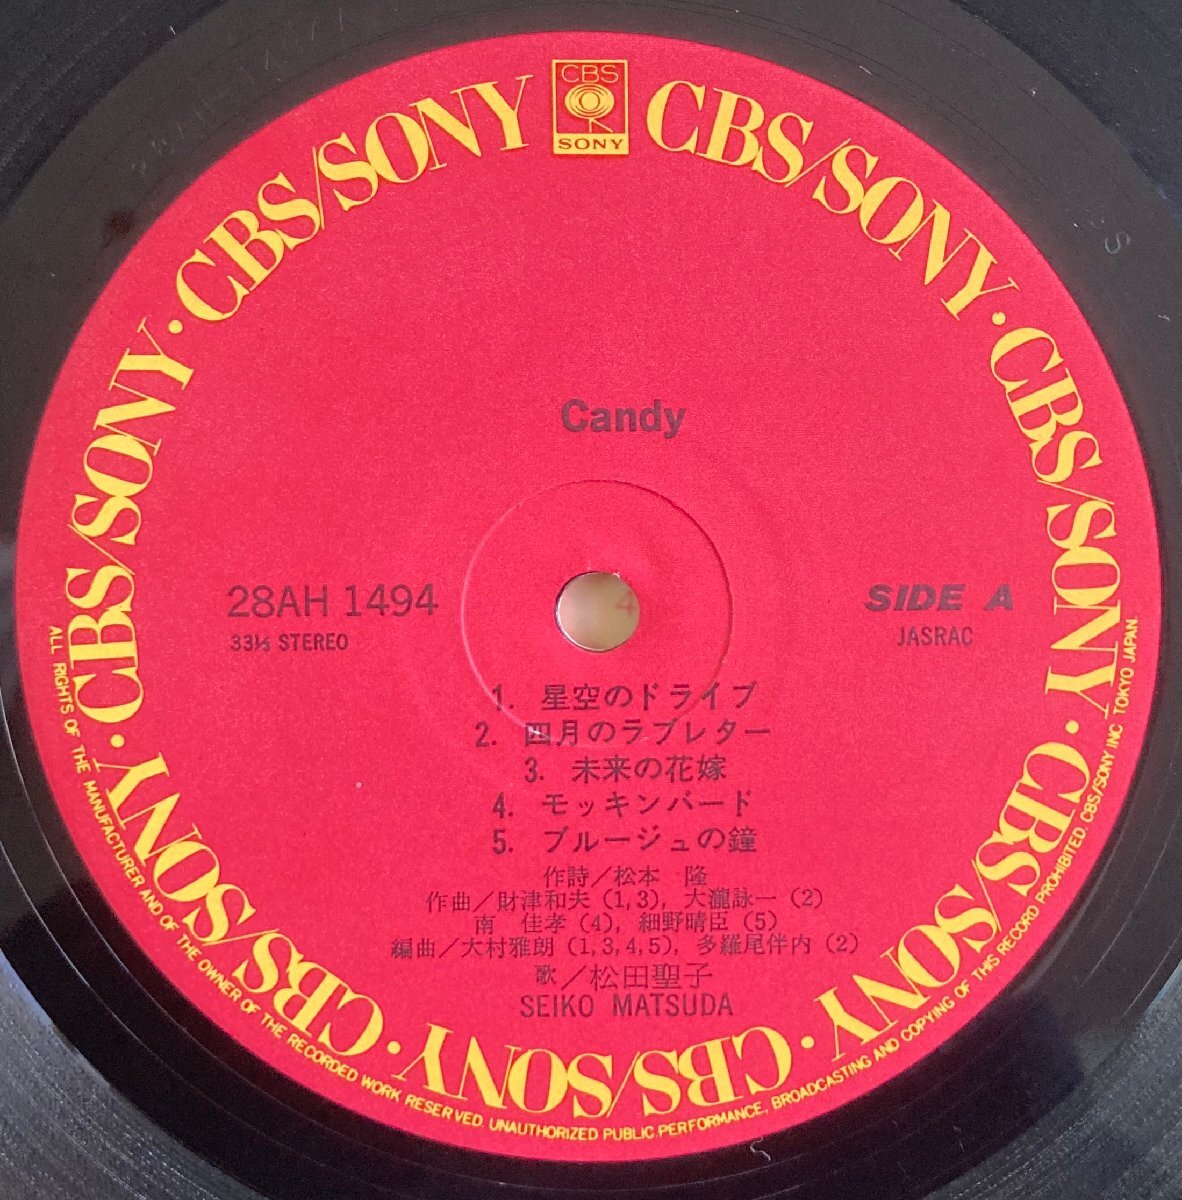 CBS
SONY
CBS/SONY · CBS/SONY · CBS/SONY · CBS/SONY · CBS/SONY · CBS/SONY · CBS/SONY · CBS/SONY
Candy
28AH 1494
33⅓ STEREO
SIDE A
JASRAC
1. 星空のドライブ
2. 四月のラブレター
3. 未来の花嫁
4. モッキンバード
5. ブルージュの鐘
作詩／松本 隆
作曲／財津和夫 (1,3), 大瀧詠一 (2)
南 佳孝 (4), 細野晴臣 (5)
編曲／大村雅朗 (1,3,4,5), 多羅尾伴内 (2)
歌／松田聖子
SEIKO MATSUDA
ALL RIGHTS OF THE MANUFACTURER AND OF THE OWNER OF THE RECORDED WORK RESERVED. UNAUTHORIZED PUBLIC PERFORMANCE, BROADCASTING AND COPYING OF THIS RECORD PROHIBITED. CBS/SONY INC. TOKYO JAPAN.
4
S